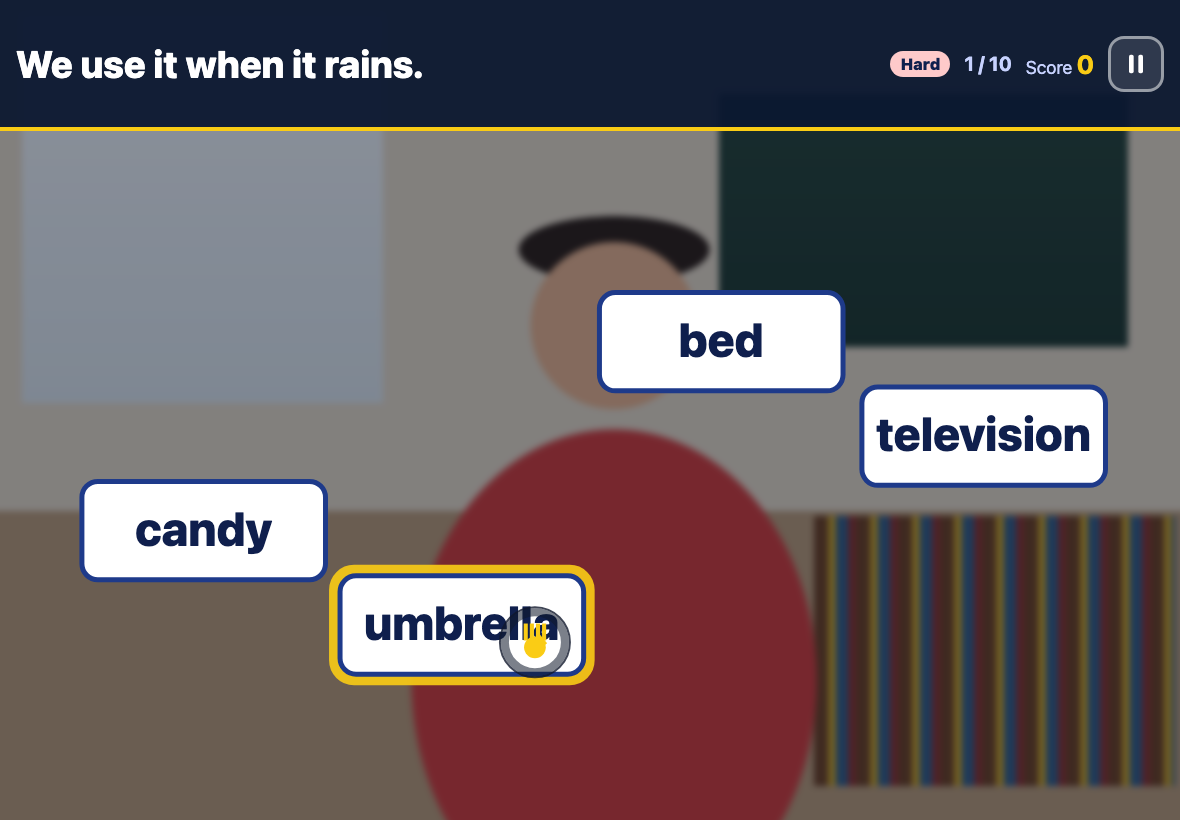 We use it when it rains.
Hard 1/10 Score 0
bed
television
candy
umbrella